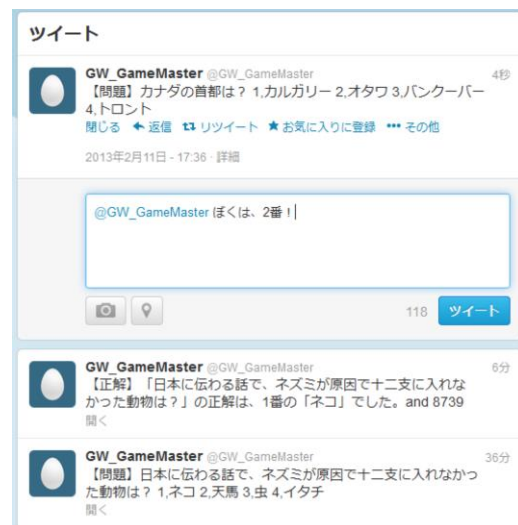 ツイート
GW_GameMaster @GW_GameMaster 4秒
【問題】カナダの首都は？ 1,カルガリー 2,オタワ 3,バンクーバー
4,トロント
閉じる 返信 リツイート お気に入りに登録 その他
2013年2月11日 - 17:36 · 詳細
@GW_GameMaster ぼくは、2番！
118 ツイート
GW_GameMaster @GW_GameMaster 6分
【正解】「日本に伝わる話で、ネズミが原因で十二支に入れな
かった動物は？」の正解は、1番の「ネコ」でした。and 8739
開く
GW_GameMaster @GW_GameMaster 36分
【問題】日本に伝わる話で、ネズミが原因で十二支に入れなかっ
た動物は？ 1,ネコ 2,天馬 3,虫 4,イタチ
開く